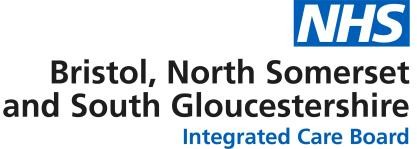 NHS
Bristol, North Somerset
and South Gloucestershire
Integrated Care Board